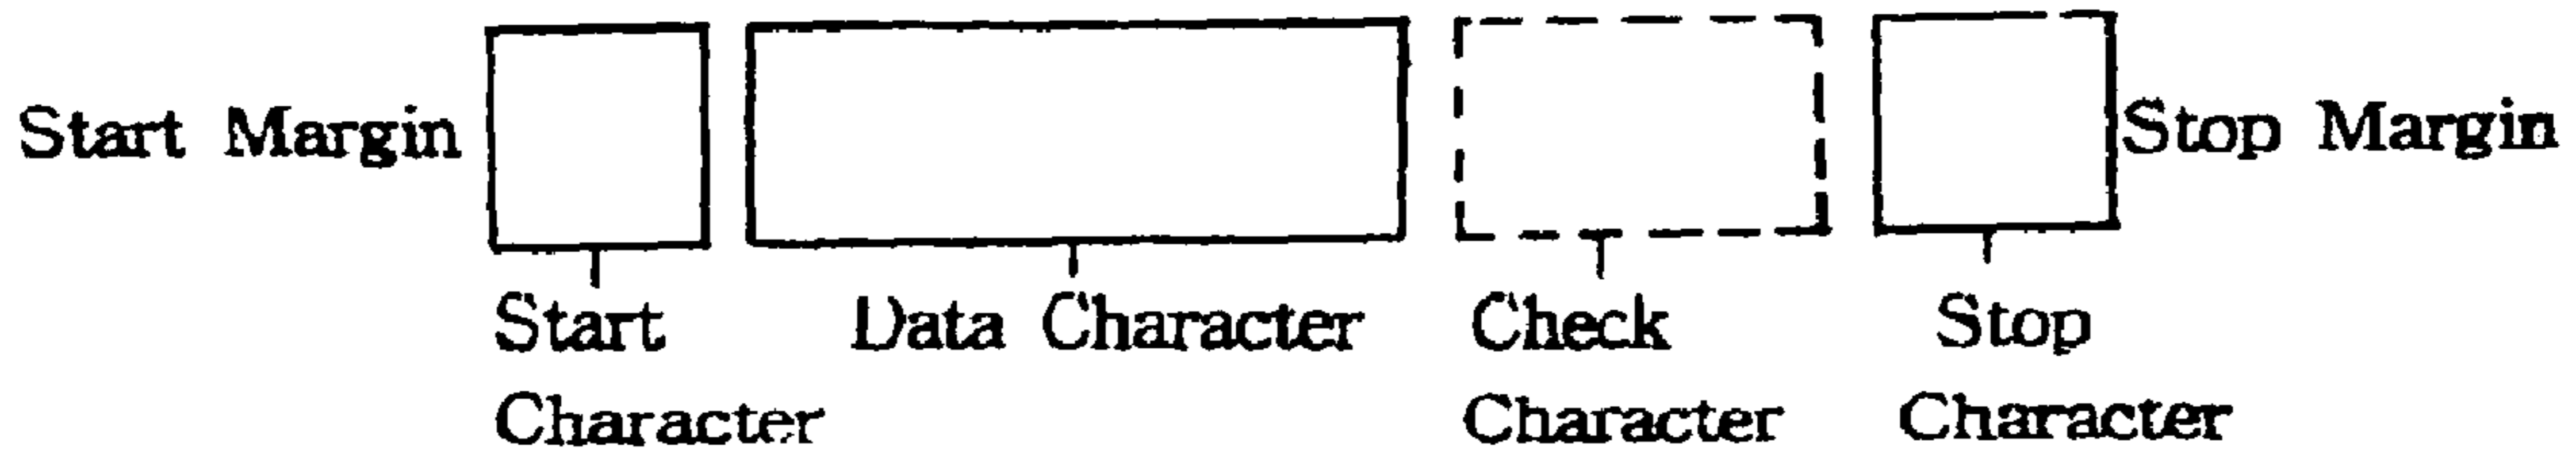 Start Margin
Stop Margin
Start Character
Data Character
Check Character
Stop Character